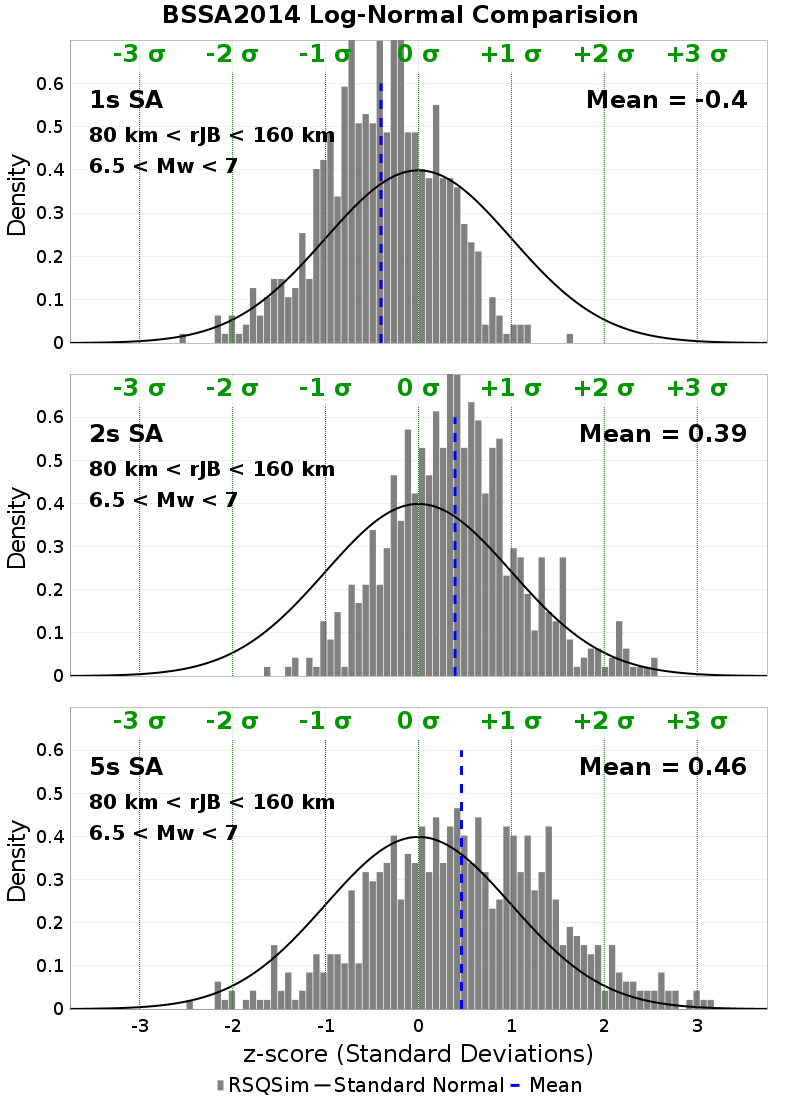 BSSA2014 Log-Normal Comparision
-3 σ -2 σ -1 σ 0 σ +1 σ +2 σ +3 σ
1s SA
Mean = -0.4
80 km < rJB < 160 km
6.5 < Mw < 7
0.6
0.5
0.4
0.3
0.2
0.1
0
Density
-3 σ -2 σ -1 σ 0 σ +1 σ +2 σ +3 σ
2s SA
Mean = 0.39
80 km < rJB < 160 km
6.5 < Mw < 7
0.6
0.5
0.4
0.3
0.2
0.1
0
Density
-3 σ -2 σ -1 σ 0 σ +1 σ +2 σ +3 σ
5s SA
Mean = 0.46
80 km < rJB < 160 km
6.5 < Mw < 7
0.6
0.5
0.4
0.3
0.2
0.1
0
Density
-3 -2 -1 0 1 2 3
z-score (Standard Deviations)
RSQSim Standard Normal Mean